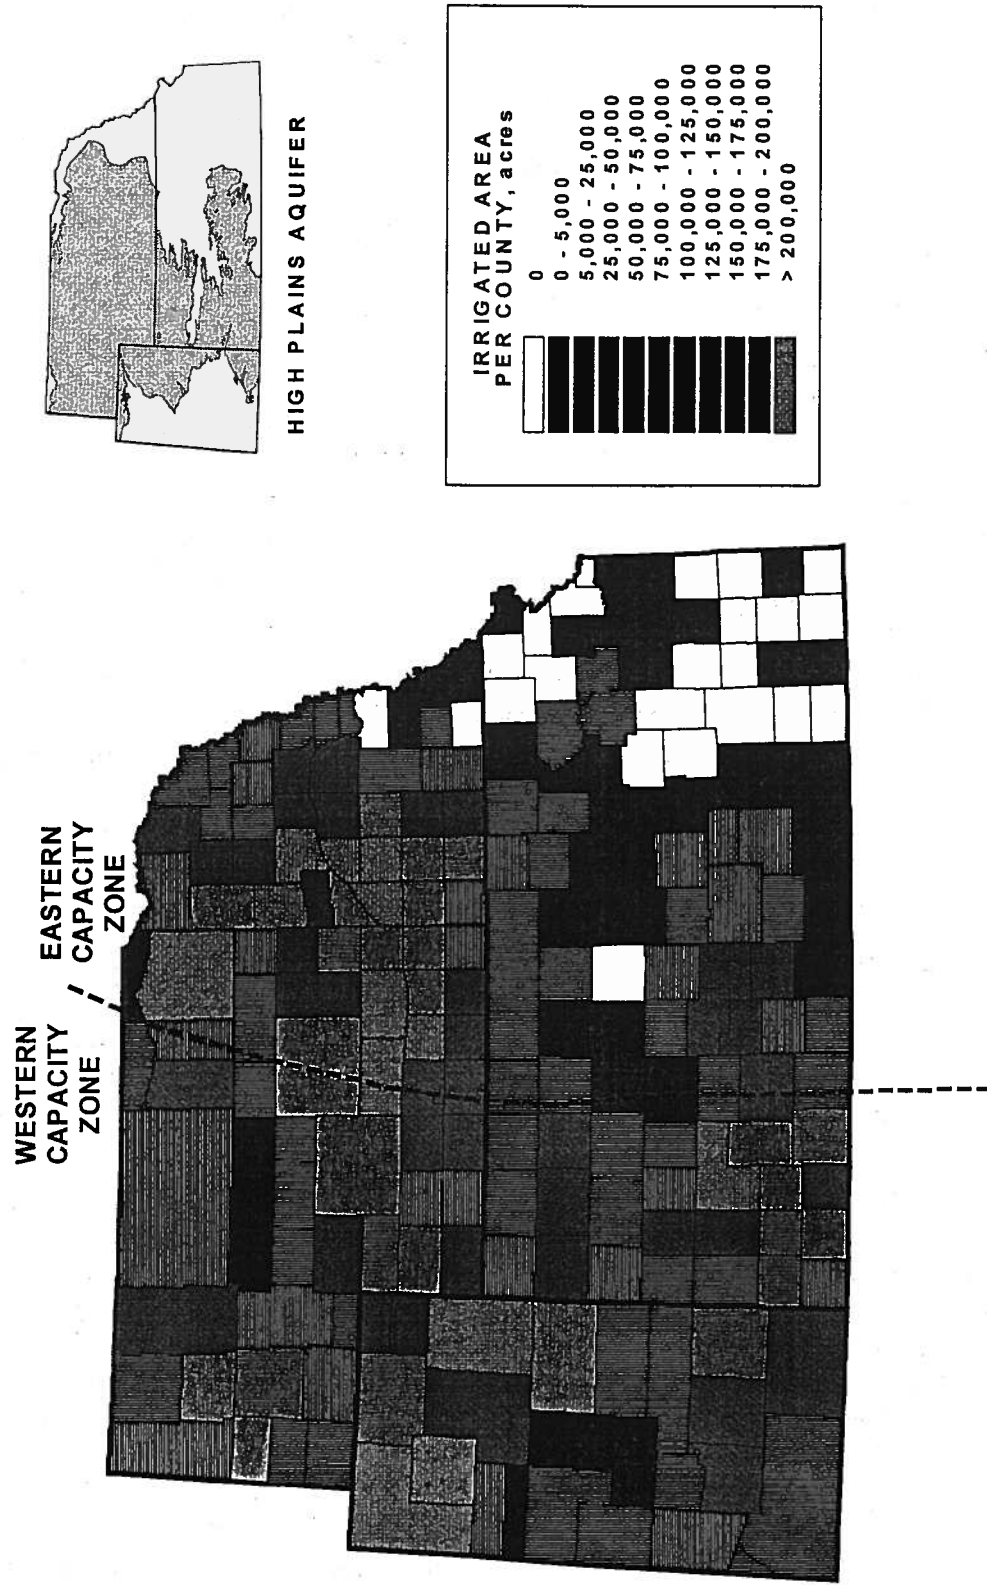 WESTERN
CAPACITY
ZONE
EASTERN
CAPACITY
ZONE
HIGH PLAINS AQUIFER
IRRIGATED AREA
PER COUNTY, acres
0
0 - 5,000
5,000 - 25,000
25,000 - 50,000
50,000 - 75,000
75,000 - 100,000
100,000 - 125,000
125,000 - 150,000
150,000 - 175,000
175,000 - 200,000
> 200,000